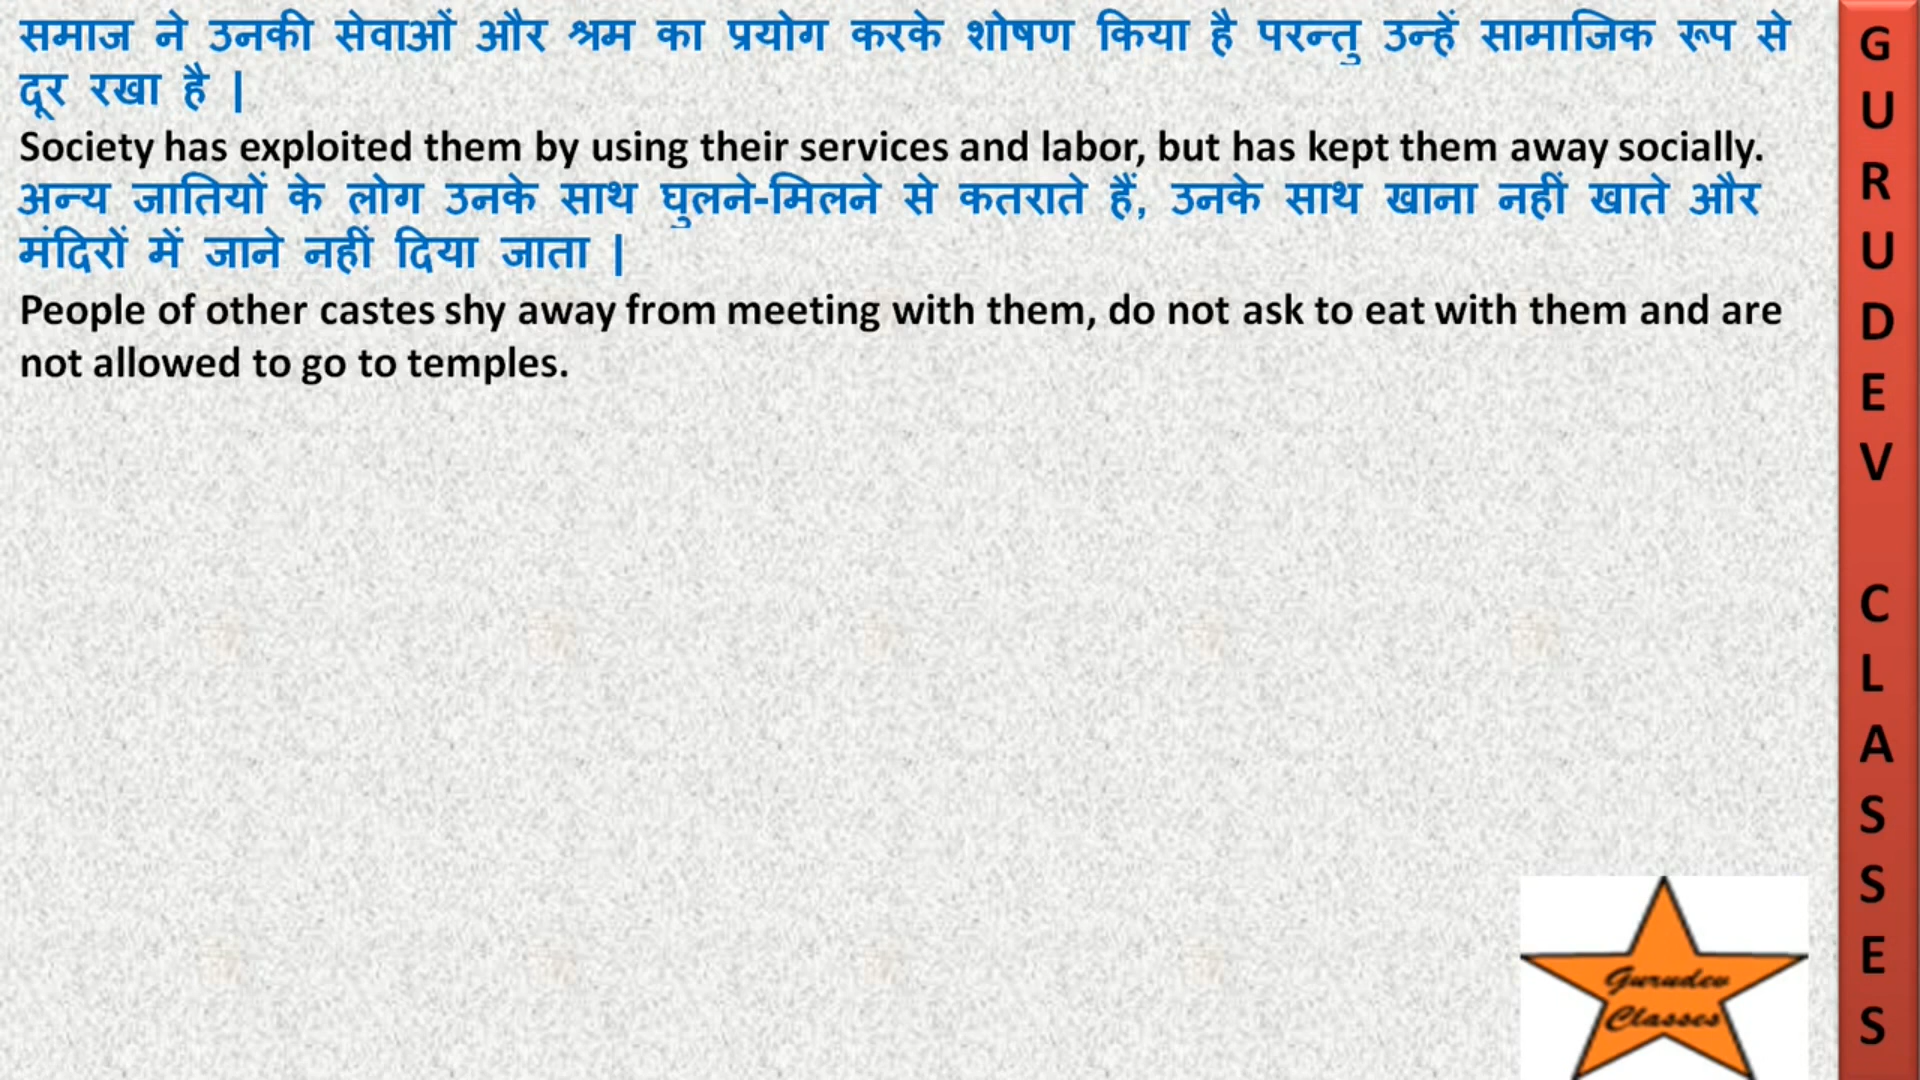 समाज ने उनकी सेवाओं और श्रम का प्रयोग करके शोषण किया है परन्तु उन्हें सामाजिक रूप से
दूर रखा है |
Society has exploited them by using their services and labor, but has kept them away socially.
अन्य जातियों के लोग उनके साथ घुलने-मिलने से कतराते हैं, उनके साथ खाना नहीं खाते और
मंदिरों में जाने नहीं दिया जाता |
People of other castes shy away from meeting with them, do not ask to eat with them and are
not allowed to go to temples.
GURUDEV CLASSES
Gurudev
Classes